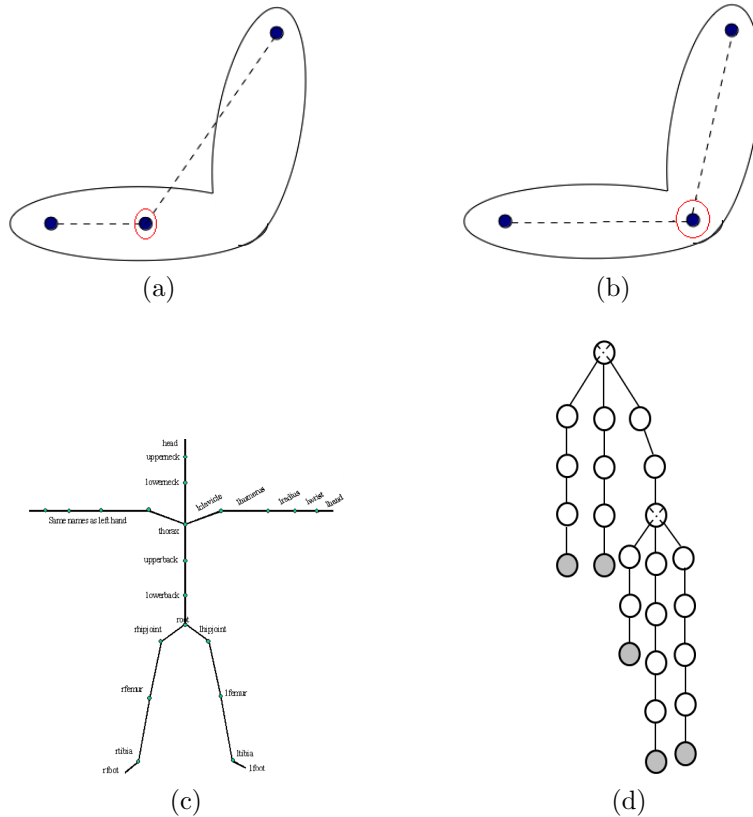 (a)
(b)
head
upperneck
lowerneck
lclavicle
lhumerus
lradius
lwrist
lhand
Same names as left hand
thorax
upperback
lowerback
root
rhipjoint
lhipjoint
rfemur
lfemur
rtibia
ltibia
rfoot
lfoot
(c)
(d)